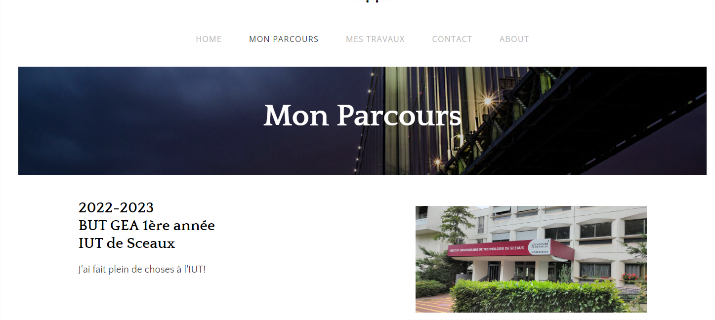 HOME MON PARCOURS MES TRAVAUX CONTACT ABOUT
Mon Parcours
2022-2023
BUT GEA 1ère année
IUT de Sceaux
J'ai fait plein de choses à l'IUT!